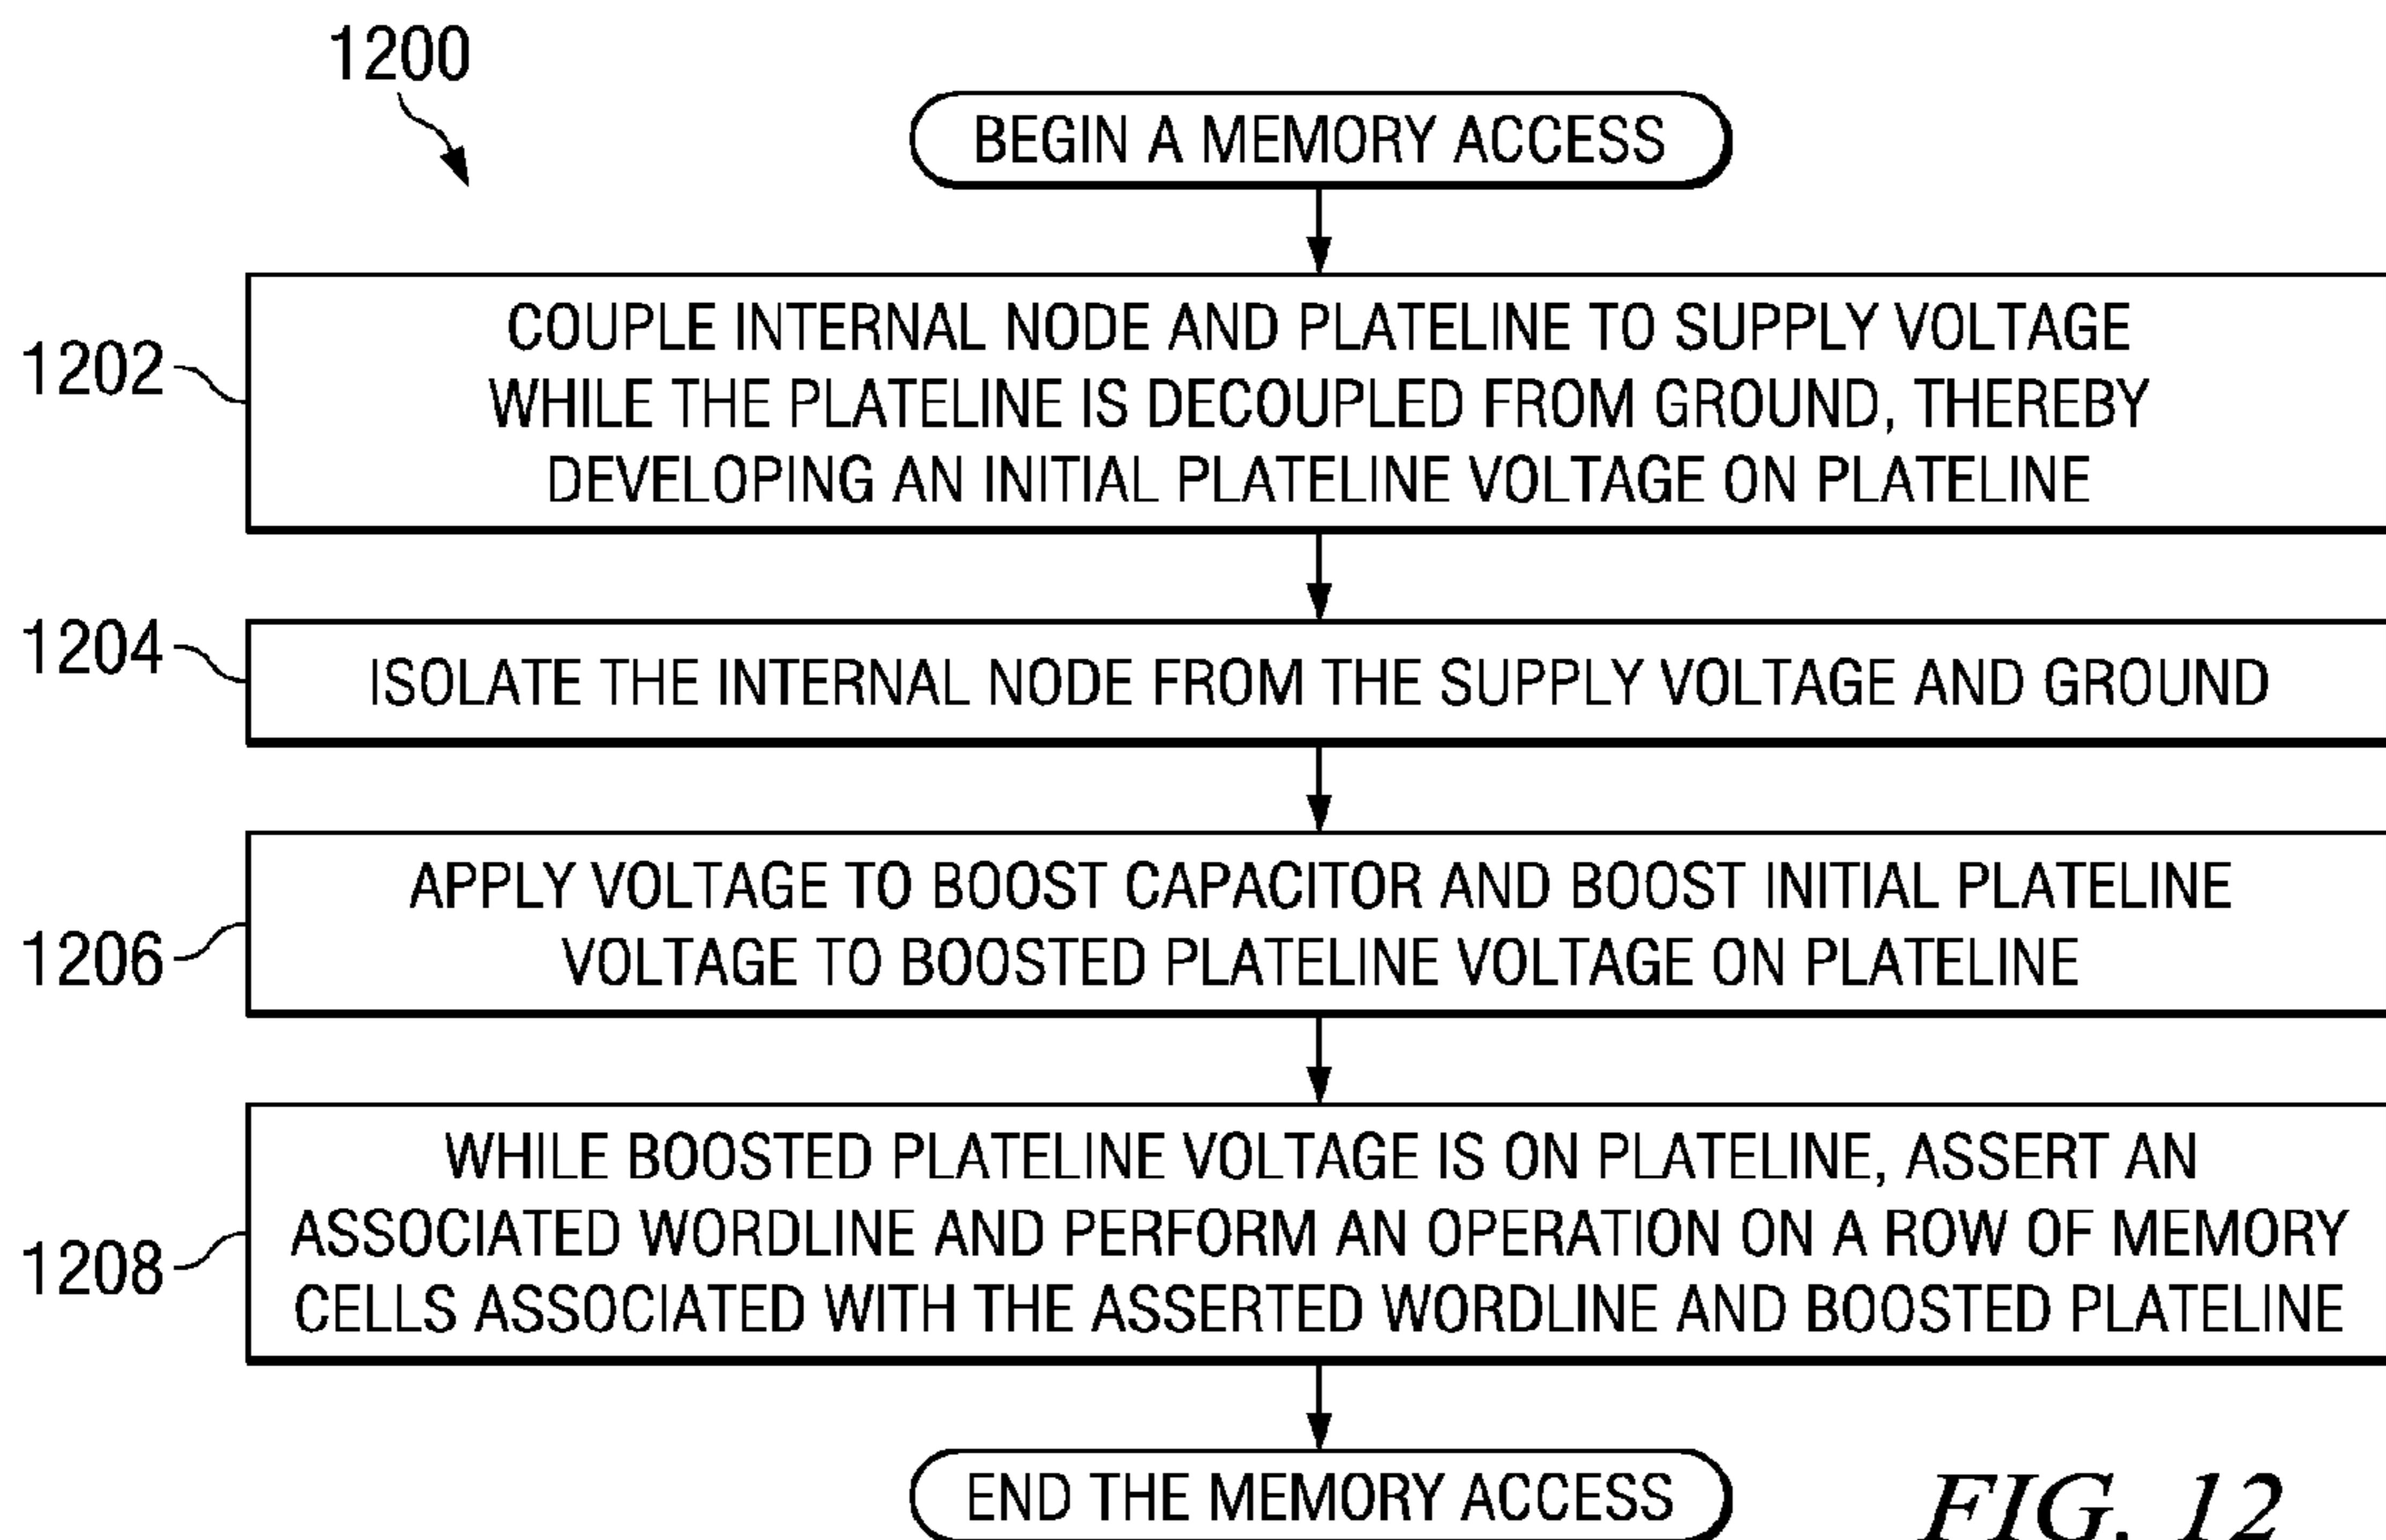 1200
BEGIN A MEMORY ACCESS
1202
COUPLE INTERNAL NODE AND PLATELINE TO SUPPLY VOLTAGE
WHILE THE PLATELINE IS DECOUPLED FROM GROUND, THEREBY
DEVELOPING AN INITIAL PLATELINE VOLTAGE ON PLATELINE
1204
ISOLATE THE INTERNAL NODE FROM THE SUPPLY VOLTAGE AND GROUND
1206
APPLY VOLTAGE TO BOOST CAPACITOR AND BOOST INITIAL PLATELINE
VOLTAGE TO BOOSTED PLATELINE VOLTAGE ON PLATELINE
1208
WHILE BOOSTED PLATELINE VOLTAGE IS ON PLATELINE, ASSERT AN
ASSOCIATED WORDLINE AND PERFORM AN OPERATION ON A ROW OF MEMORY
CELLS ASSOCIATED WITH THE ASSERTED WORDLINE AND BOOSTED PLATELINE
END THE MEMORY ACCESS
FIG. 12